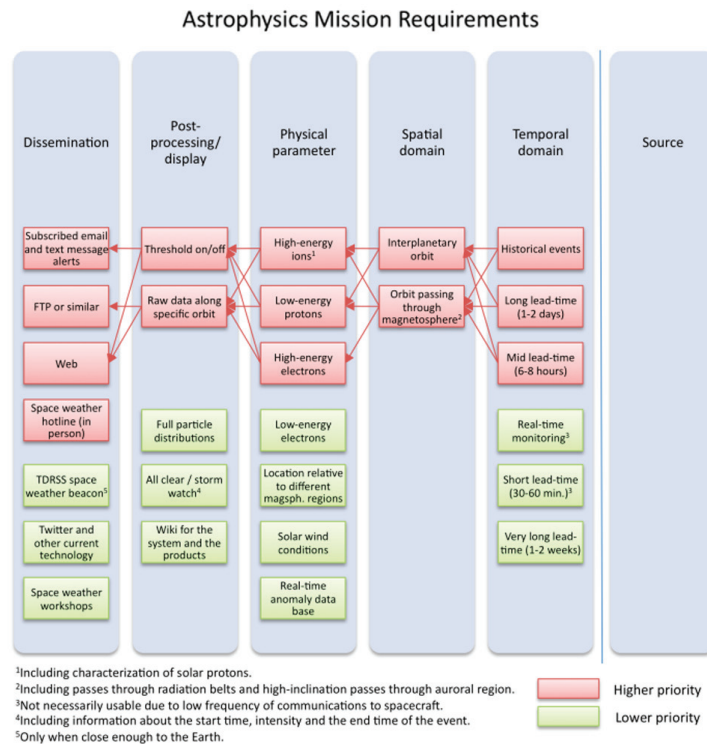 Astrophysics Mission Requirements
Dissemination
Subscribed email
and text message
alerts
FTP or similar
Web
Space weather
hotline (in
person)
TDRSS space
weather beacon⁵
Twitter and
other current
technology
Space weather
workshops
Post-
processing/
display
Threshold on/off
Raw data along
specific orbit
Full particle
distributions
All clear / storm
watch⁴
Wiki for the
system and the
products
Physical
parameter
High-energy
ions¹
Low-energy
protons
High-energy
electrons
Low-energy
electrons
Location relative
to different
magsph. regions
Solar wind
conditions
Real-time
anomaly data
base
Spatial
domain
Interplanetary
orbit
Orbit passing
through
magnetosphere²
Temporal
domain
Historical events
Long lead-time
(1-2 days)
Mid lead-time
(6-8 hours)
Real-time
monitoring³
Short lead-time
(30-60 min.)³
Very long lead-
time (1-2 weeks)
Source
¹Including characterization of solar protons.
²Including passes through radiation belts and high-inclination passes through auroral region.
³Not necessarily usable due to low frequency of communications to spacecraft.
⁴Including information about the start time, intensity and the end time of the event.
⁵Only when close enough to the Earth.
Higher priority
Lower priority